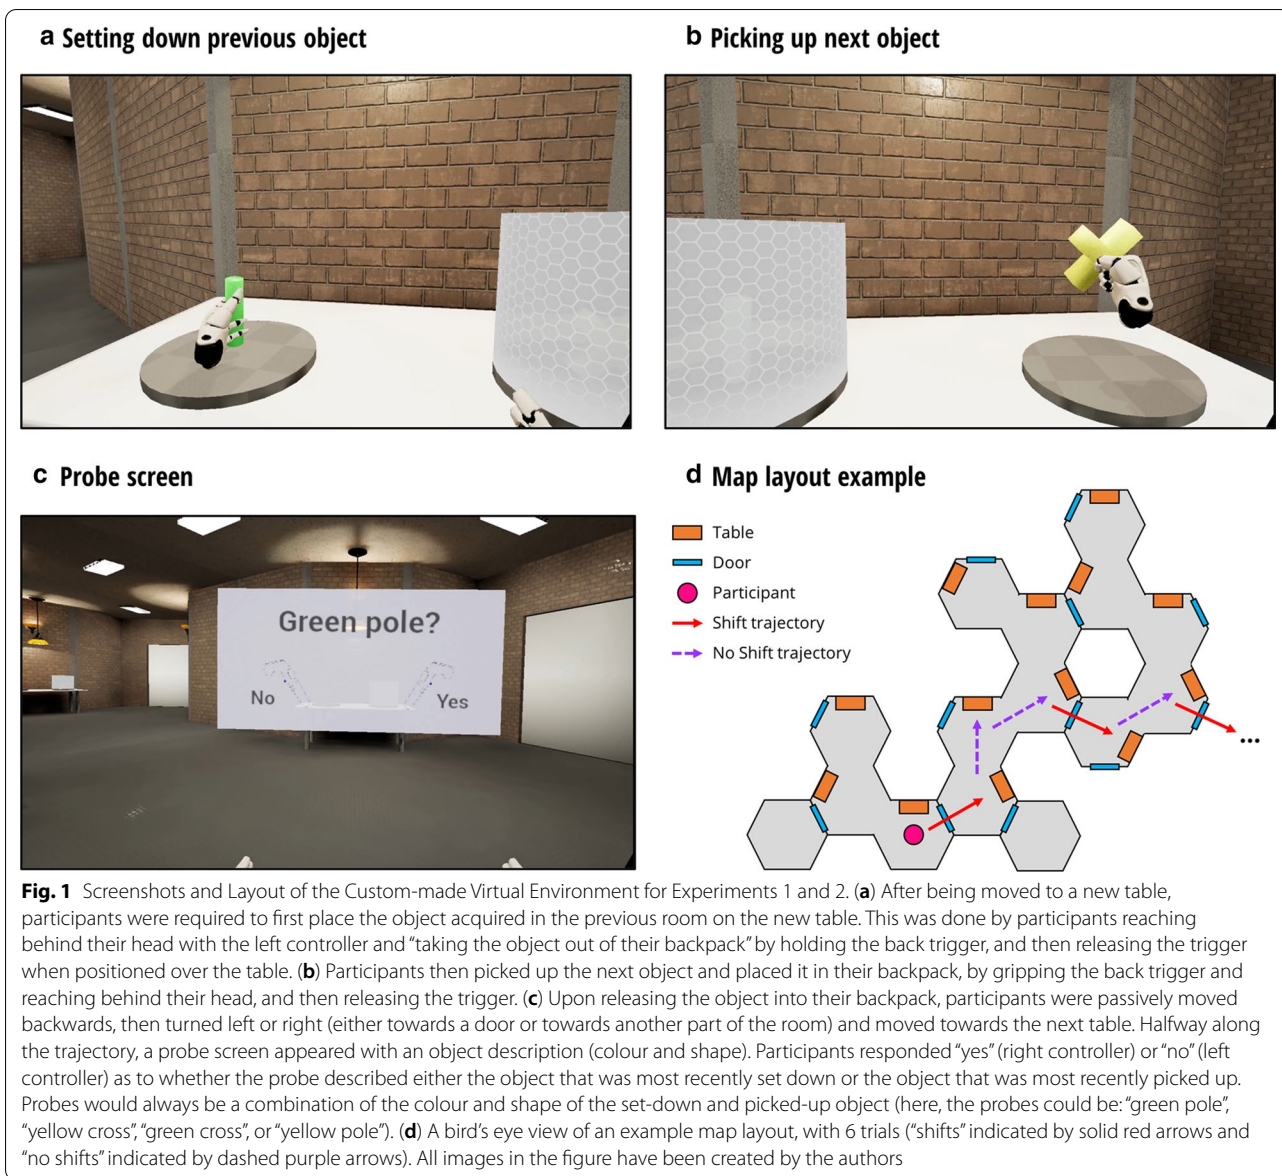 a Setting down previous object
b Picking up next object
c Probe screen
Green pole?
No
Yes
d Map layout example
Table
Door
Participant
Shift trajectory
No Shift trajectory
...
Fig. 1 Screenshots and Layout of the Custom-made Virtual Environment for Experiments 1 and 2. (a) After being moved to a new table,
participants were required to first place the object acquired in the previous room on the new table. This was done by participants reaching
behind their head with the left controller and “taking the object out of their backpack” by holding the back trigger, and then releasing the trigger
when positioned over the table. (b) Participants then picked up the next object and placed it in their backpack, by gripping the back trigger and
reaching behind their head, and then releasing the trigger. (c) Upon releasing the object into their backpack, participants were passively moved
backwards, then turned left or right (either towards a door or towards another part of the room) and moved towards the next table. Halfway along
the trajectory, a probe screen appeared with an object description (colour and shape). Participants responded “yes” (right controller) or “no” (left
controller) as to whether the probe described either the object that was most recently set down or the object that was most recently picked up.
Probes would always be a combination of the colour and shape of the set-down and picked-up object (here, the probes could be: “green pole”,
“yellow cross”, “green cross”, or “yellow pole”). (d) A bird’s eye view of an example map layout, with 6 trials (“shifts” indicated by solid red arrows and
“no shifts” indicated by dashed purple arrows). All images in the figure have been created by the authors